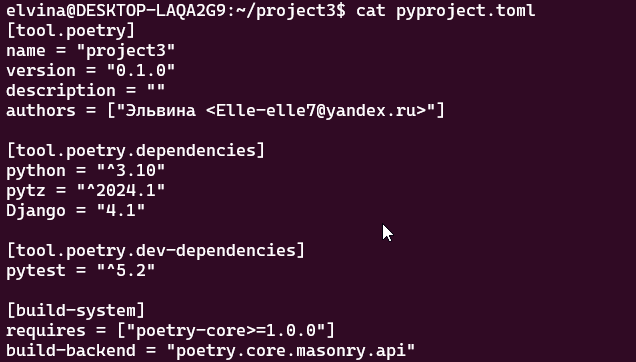 elvina@DESKTOP-LAQA2G9:~/project3$ cat pyproject.toml
[tool.poetry]
name = "project3"
version = "0.1.0"
description = ""
authors = ["Эльвина <Elle-elle7@yandex.ru>"]
[tool.poetry.dependencies]
python = "^3.10"
pytz = "^2024.1"
Django = "4.1"
[tool.poetry.dev-dependencies]
pytest = "^5.2"
[build-system]
requires = ["poetry-core>=1.0.0"]
build-backend = "poetry.core.masonry.api"